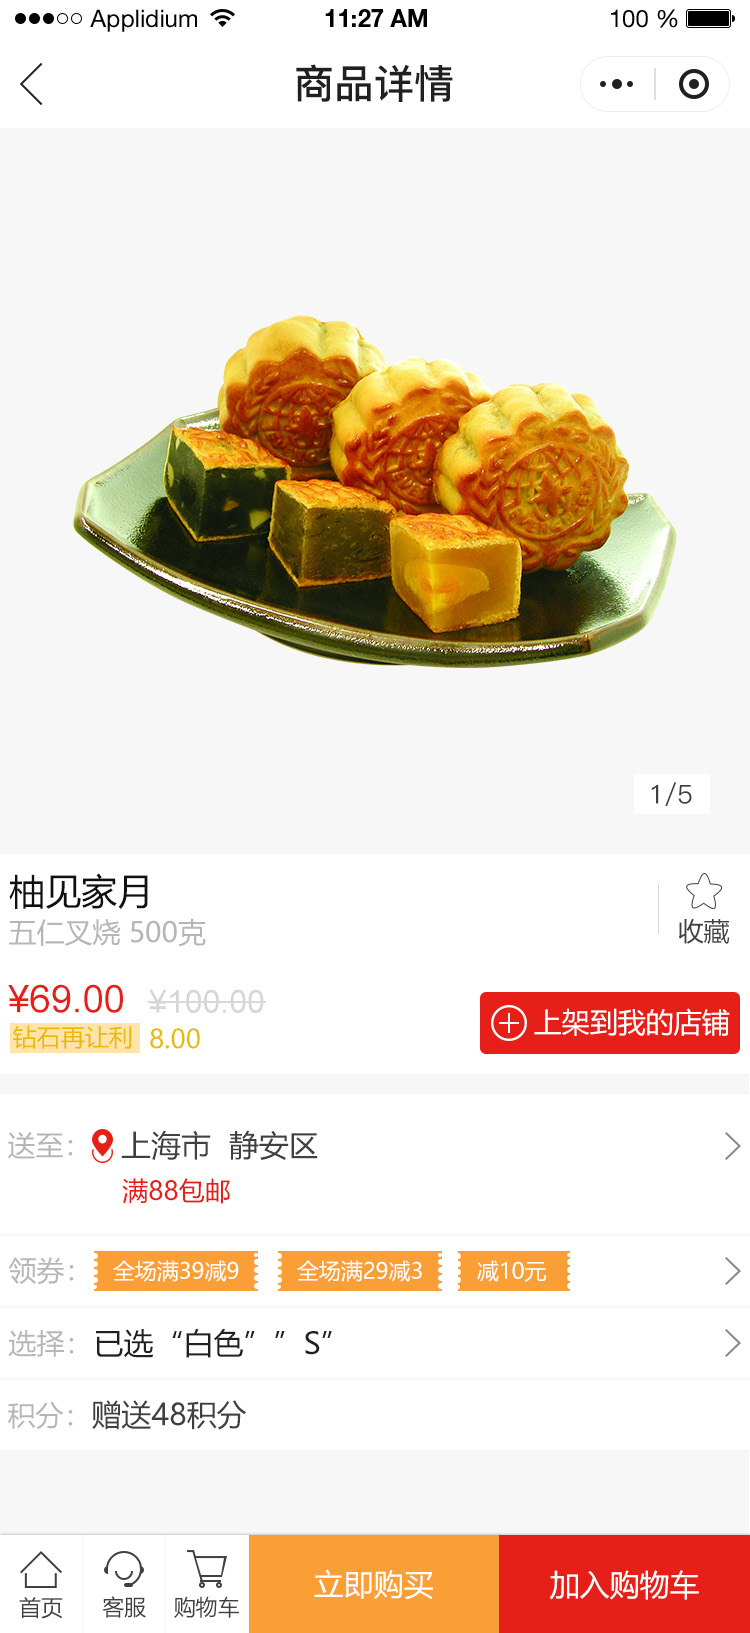 Applidium 11:27 AM 100 %
商品详情
1/5
柚见家月
五仁叉烧 500克
收藏
¥69.00 ¥100.00
钻石再让利 8.00
上架到我的店铺
送至： 上海市 静安区
满88包邮
领券： 全场满39减9 全场满29减3 减10元
选择： 已选“白色” ”S”
积分： 赠送48积分
首页 客服 购物车 立即购买 加入购物车